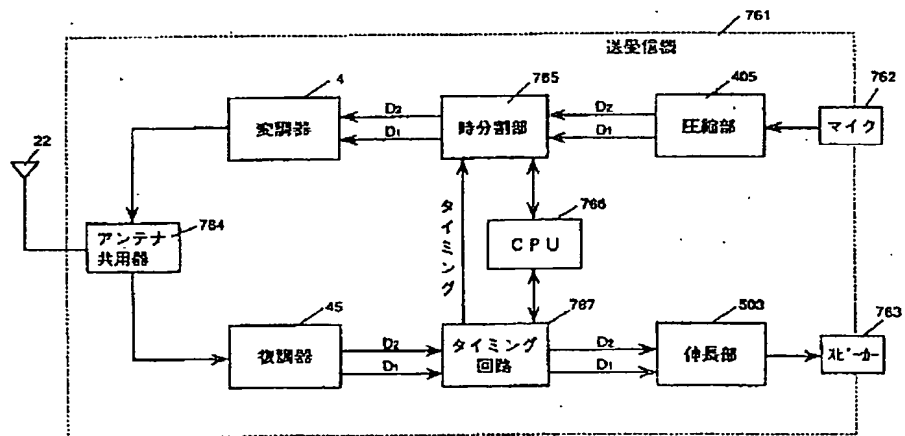 761
送受信機
4
765
405
762
変調器
D2
D1
時分割部
D2
D1
圧縮部
マイク
22
784
アンテナ
共用器
タイミング
766
CPU
45
787
503
763
復調器
D2
D1
タイミング
回路
D2
D1
伸長部
スピーカー